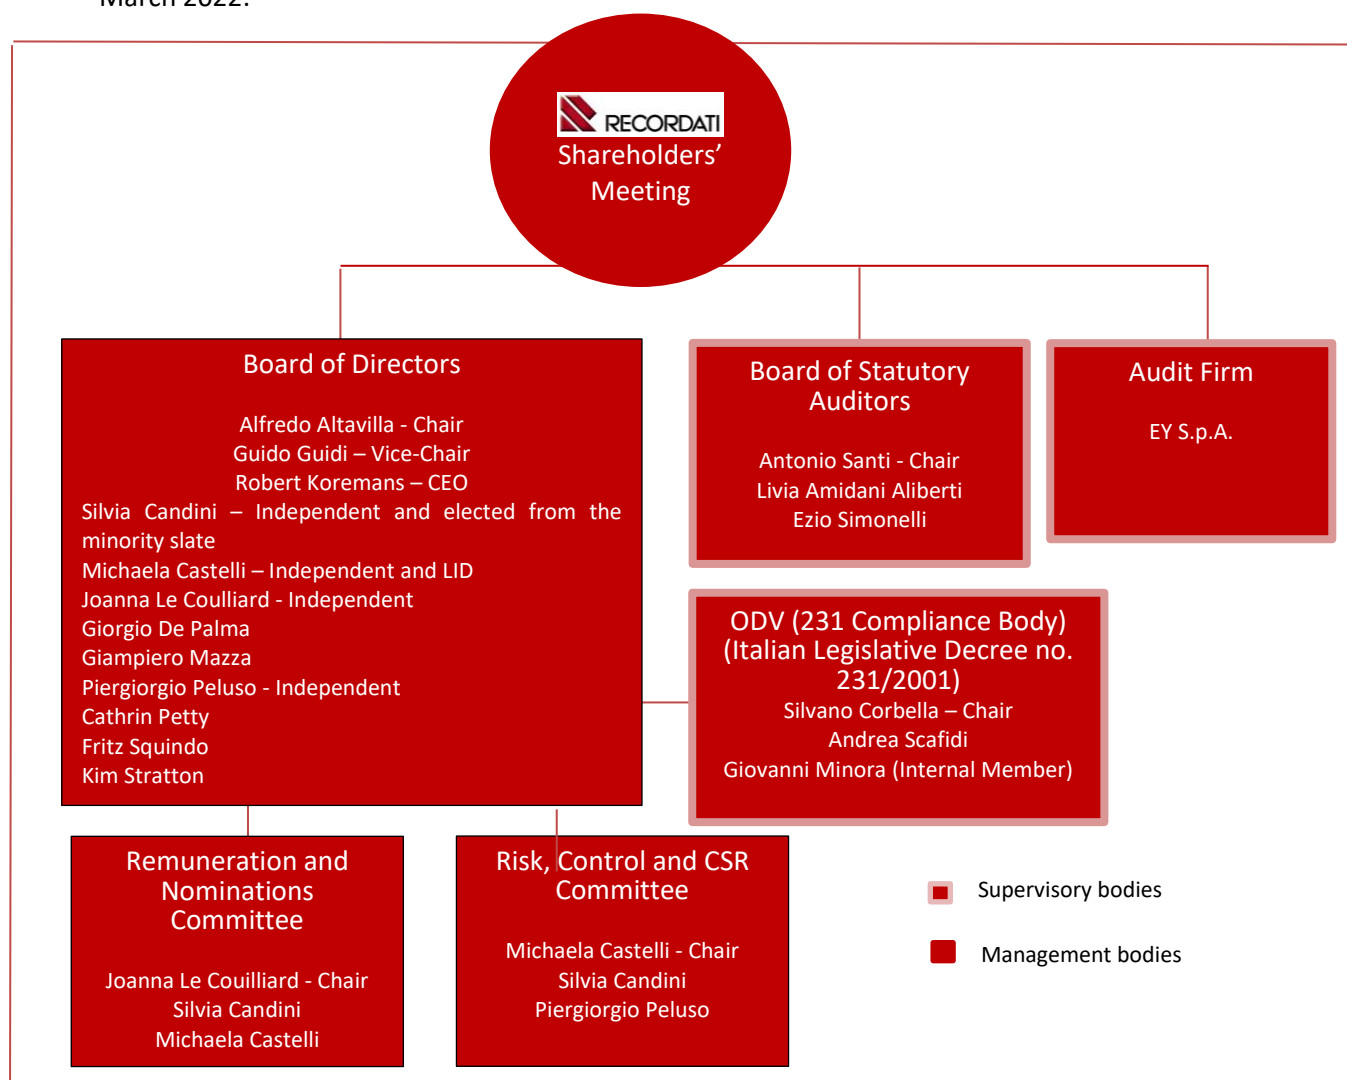 March 2022.
RECORDATI
Shareholders'
Meeting
Board of Directors
Alfredo Altavilla - Chair
Guido Guidi – Vice-Chair
Robert Koremans – CEO
Silvia Candini – Independent and elected from the
minority slate
Michaela Castelli – Independent and LID
Joanna Le Coulliard - Independent
Giorgio De Palma
Giampiero Mazza
Piergiorgio Peluso - Independent
Cathrin Petty
Fritz Squindo
Kim Stratton
Board of Statutory
Auditors
Antonio Santi - Chair
Livia Amidani Aliberti
Ezio Simonelli
Audit Firm
EY S.p.A.
ODV (231 Compliance Body)
(Italian Legislative Decree no.
231/2001)
Silvano Corbella – Chair
Andrea Scafidi
Giovanni Minora (Internal Member)
Remuneration and
Nominations
Committee
Joanna Le Couilliard - Chair
Silvia Candini
Michaela Castelli
Risk, Control and CSR
Committee
Michaela Castelli - Chair
Silvia Candini
Piergiorgio Peluso
Supervisory bodies
Management bodies